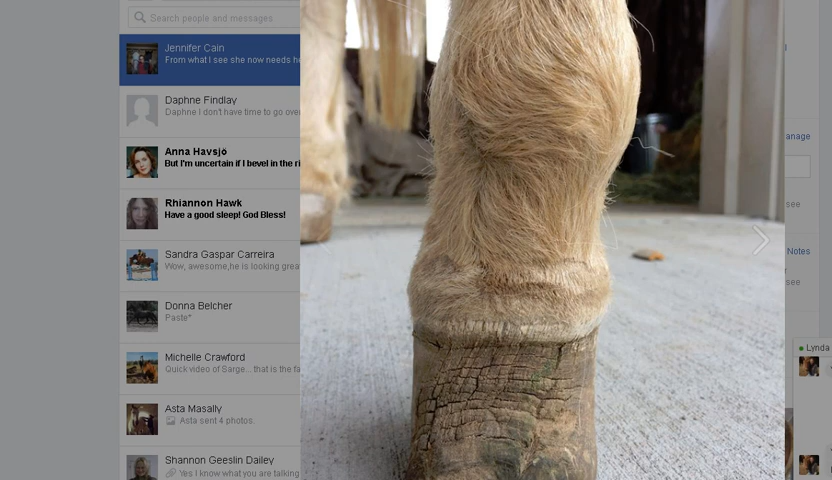 Search people and messages
Jennifer Cain
From what I see she now needs
Daphne Findlay
Daphne I don't have time to go over
Anna Havsjö
But I'm uncertain if I bevel in the
Rhiannon Hawk
Have a good sleep! God Bless!
Sandra Gaspar Carreira
Wow, awesome,he is looking
Donna Belcher
Paste*
Michelle Crawford
Quick video of Sarge... that is the
Asta Masally
Asta sent 4 photos.
Shannon Geeslin Dailey
Yes I know what you are talking
anage
see
Notes
see
Lynda